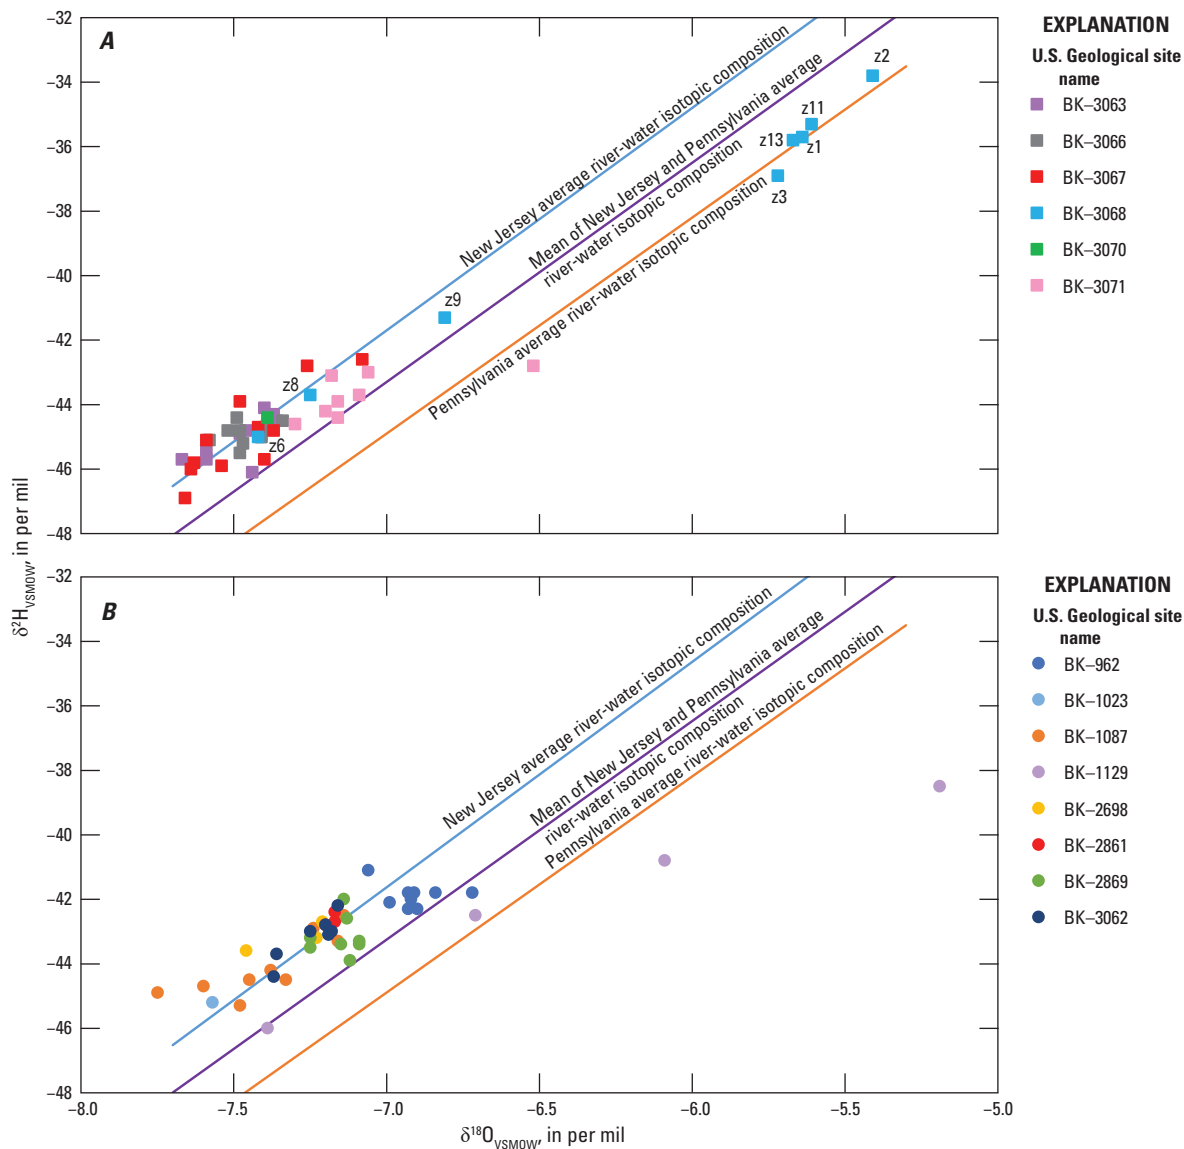 A
−32
−34
−36
−38
−40
−42
−44
−46
−48
New Jersey average river-water isotopic composition
Mean of New Jersey and Pennsylvania average
river-water isotopic composition
Pennsylvania average river-water isotopic composition
z2
z11
z13
z1
z3
z9
z8
z6
EXPLANATION
U.S. Geological site
name
BK–3063
BK–3066
BK–3067
BK–3068
BK–3070
BK–3071
δ²H VSMOW, in per mil
B
−32
−34
−36
−38
−40
−42
−44
−46
−48
New Jersey average river-water isotopic composition
Mean of New Jersey and Pennsylvania average
river-water isotopic composition
Pennsylvania average river-water isotopic composition
EXPLANATION
U.S. Geological site
name
BK–962
BK–1023
BK–1087
BK–1129
BK–2698
BK–2861
BK–2869
BK–3062
−8.0 −7.5 −7.0 −6.5 −6.0 −5.5 −5.0
δ¹⁸O VSMOW, in per mil